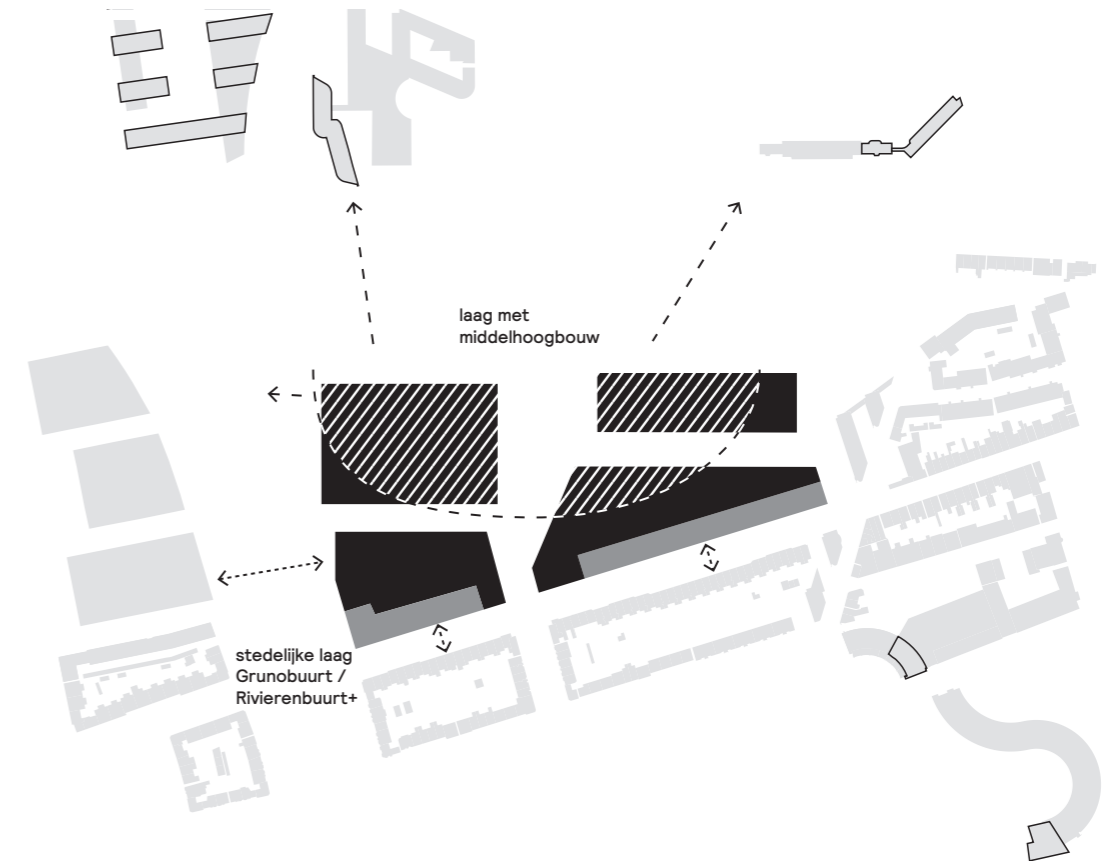 laag met
middelhoogbouw
stedelijke laag
Grunobuurt /
Rivierenbuurt+